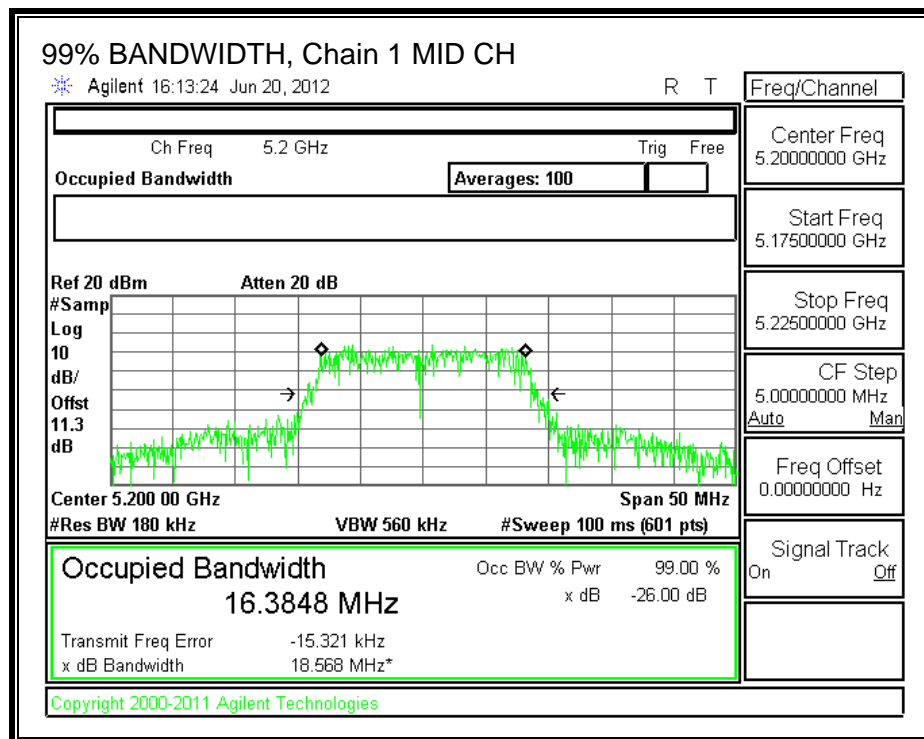 99% BANDWIDTH, Chain 1 MID CH
Agilent 16:13:24 Jun 20, 2012 R T
Freq/Channel
Ch Freq 5.2 GHz Trig Free
Occupied Bandwidth Averages: 100
Center Freq
5.20000000 GHz
Start Freq
5.17500000 GHz
Stop Freq
5.22500000 GHz
CF Step
5.00000000 MHz
Auto Man
Freq Offset
0.00000000 Hz
Signal Track
On Off
Ref 20 dBm Atten 20 dB
#Samp
Log
10
dB/
Offst
11.3
dB
Center 5.200 00 GHz Span 50 MHz
#Res BW 180 kHz VBW 560 kHz #Sweep 100 ms (601 pts)
Occupied Bandwidth Occ BW % Pwr 99.00 %
16.3848 MHz x dB -26.00 dB
Transmit Freq Error -15.321 kHz
x dB Bandwidth 18.568 MHz*
Copyright 2000-2011 Agilent Technologies